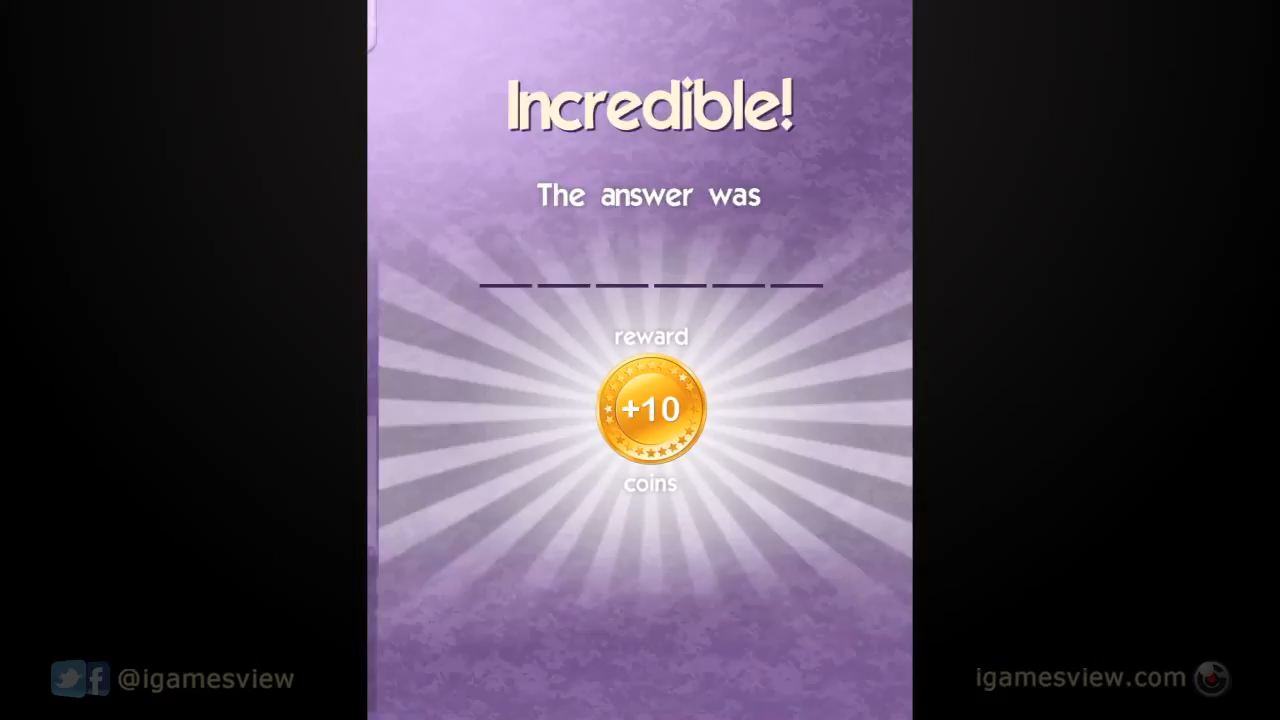 Incredible!
The answer was
reward
+10
coins
@igamesview
igamesview.com